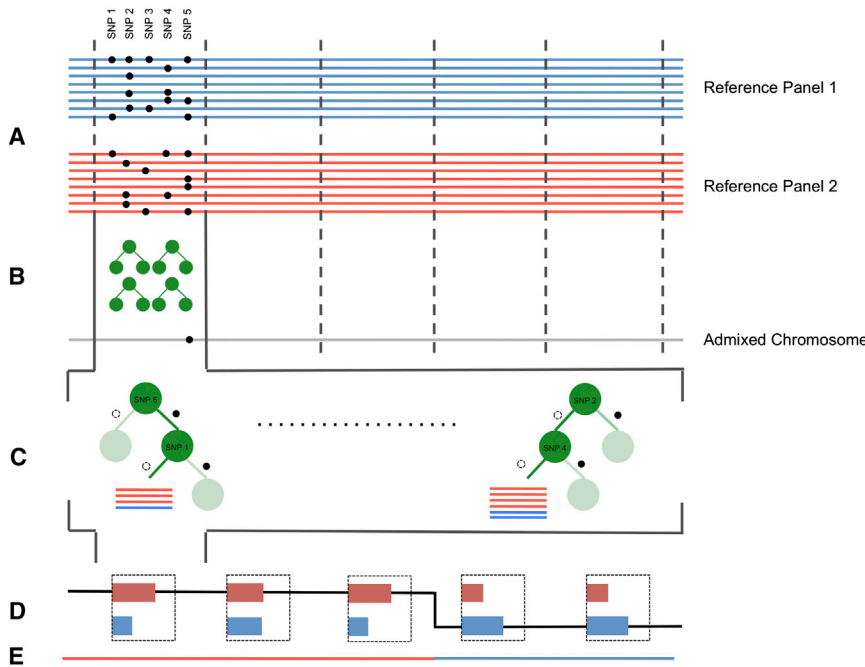 SNP 1
SNP 2
SNP 3
SNP 4
SNP 5
Reference Panel 1
A
Reference Panel 2
B
Admixed Chromosome
SNP 5
SNP 2
SNP 1
SNP 4
C
D
E